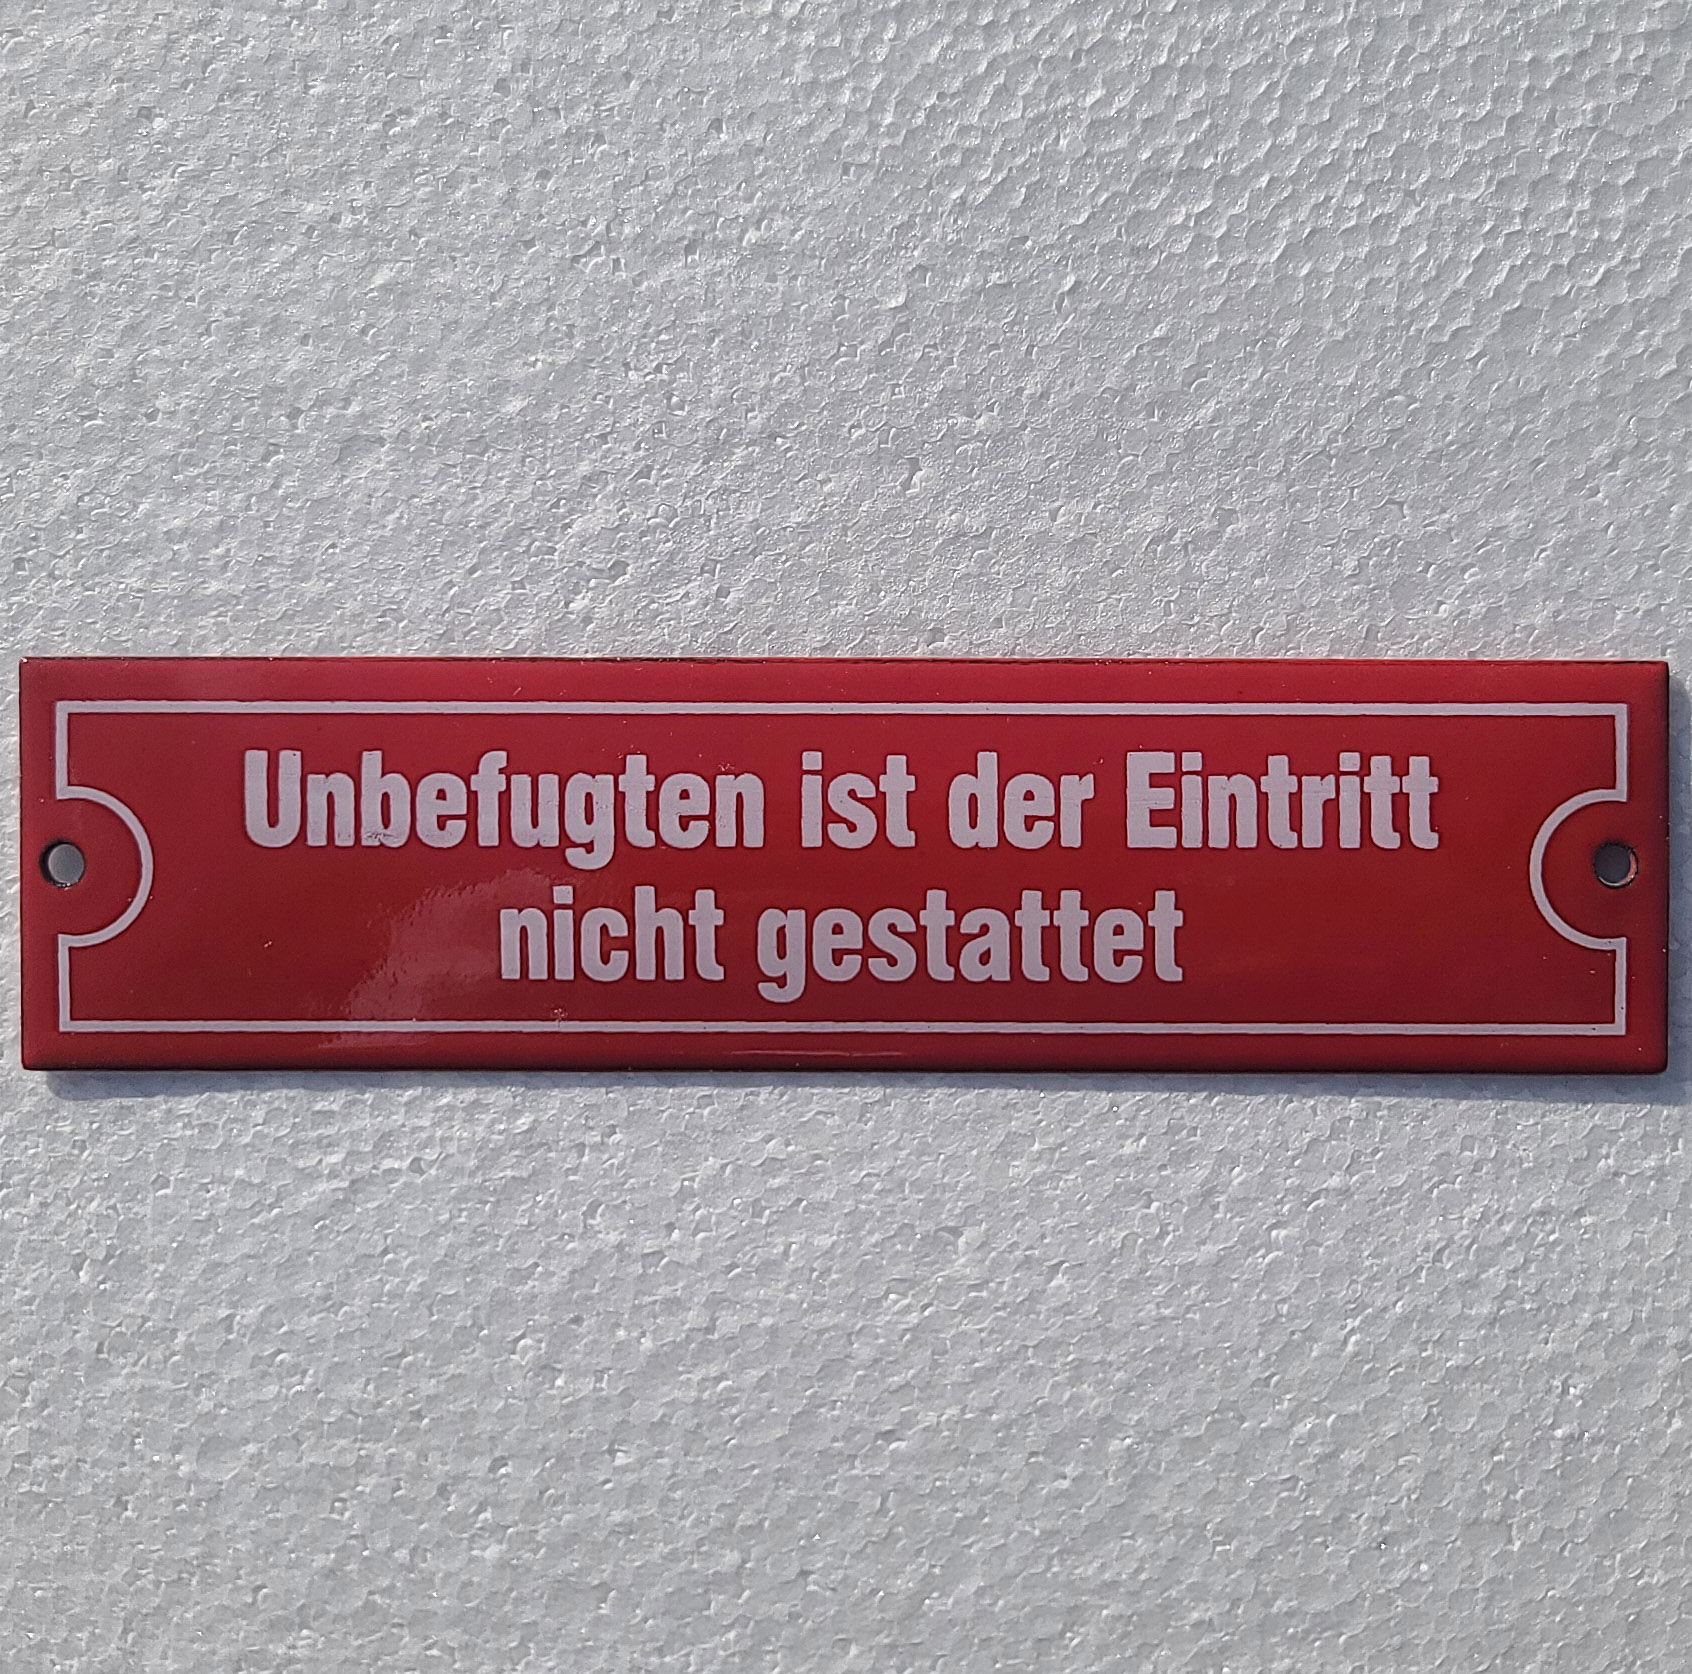 Unbefugten ist der Eintritt
nicht gestattet